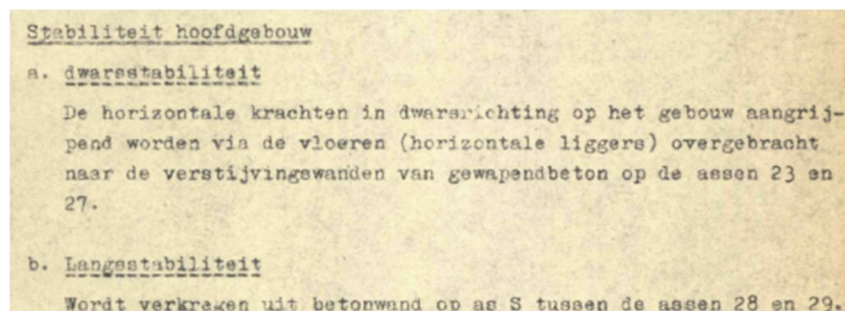 Stabiliteit hoofdgebouw
a. dwarsstabiliteit
De horizontale krachten in dwarsrichting op het gebouw aangrij-
pend worden via de vloeren (horizontale liggers) overgebracht
naar de verstijvingswanden van gewapendbeton op de assen 23 en
27.
b. Langsstabiliteit
Wordt verkregen uit betonwand op as S tussen de assen 28 en 29.